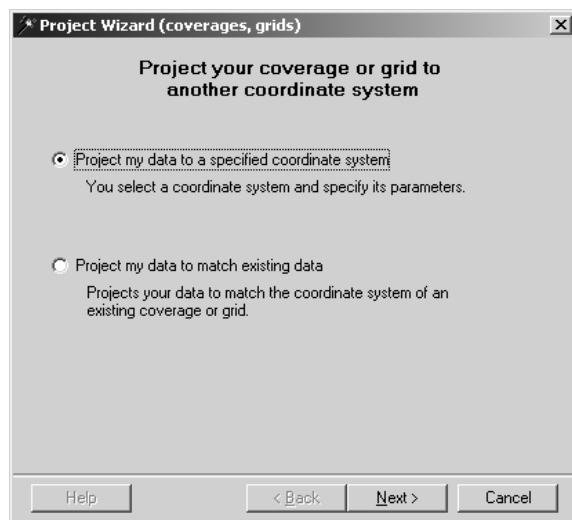 Project Wizard (coverages, grids)
Project your coverage or grid to
another coordinate system
Project my data to a specified coordinate system
You select a coordinate system and specify its parameters.
Project my data to match existing data
Projects your data to match the coordinate system of an
existing coverage or grid.
Help
< Back
Next >
Cancel